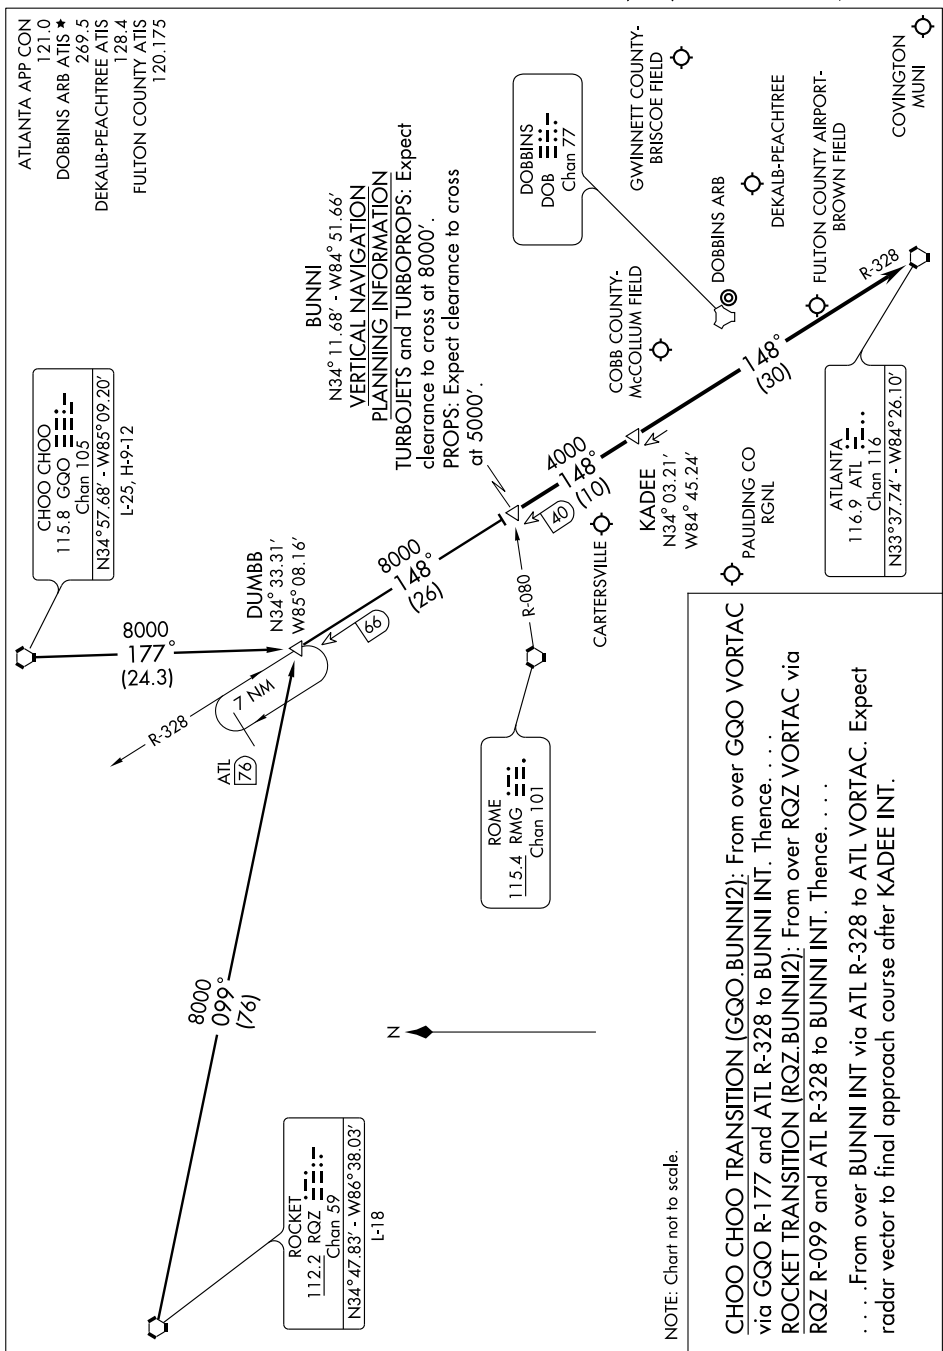 ATLANTA APP CON
121.0
DOBBINS ARB ATIS ★
269.5
DEKALB-PEACHTREE ATIS
128.4
FULTON COUNTY ATIS
120.175
CHOO CHOO
115.8 GQO
Chan 105
N34°57.68' - W85°09.20'
L-25, H-9-12
BUNNI
N34°11.68' - W84°51.66'
VERTICAL NAVIGATION
PLANNING INFORMATION
TURBOJETS and TURBOPROPS: Expect
clearance to cross at 8000'.
PROPS: Expect clearance to cross
at 5000'.
DOBBINS
DOB
Chan 77
GWINNETT COUNTY-
BRISCOE FIELD
COVINGTON
MUNI
DEKALB-PEACHTREE
DOBBINS ARB
FULTON COUNTY AIRPORT-
BROWN FIELD
COBB COUNTY-
McCOLLUM FIELD
R-328
148°
(30)
4000
148°
(10)
40
KADEE
N34°03.21'
W84°45.24'
CARTERSVILLE
PAULDING CO
RGNL
ATLANTA
116.9 ATL
Chan 116
N33°37.74' - W84°26.10'
DUMBB
N34°33.31'
W85°08.16'
8000
148°
(26)
66
R-080
8000
177°
(24.3)
R-328
7 NM
ATL
76
ROME
115.4 RMG
Chan 101
8000
099°
(76)
N
ROCKET
112.2 RQZ
Chan 59
N34°47.83' - W86°38.03'
L-18
NOTE: Chart not to scale.
CHOO CHOO TRANSITION (GQO.BUNNI2): From over GQO VORTAC
via GQO R-177 and ATL R-328 to BUNNI INT. Thence. . . .
ROCKET TRANSITION (RQZ.BUNNI2): From over RQZ VORTAC via
RQZ R-099 and ATL R-328 to BUNNI INT. Thence. . . .
. . . .From over BUNNI INT via ATL R-328 to ATL VORTAC. Expect
radar vector to final approach course after KADEE INT.